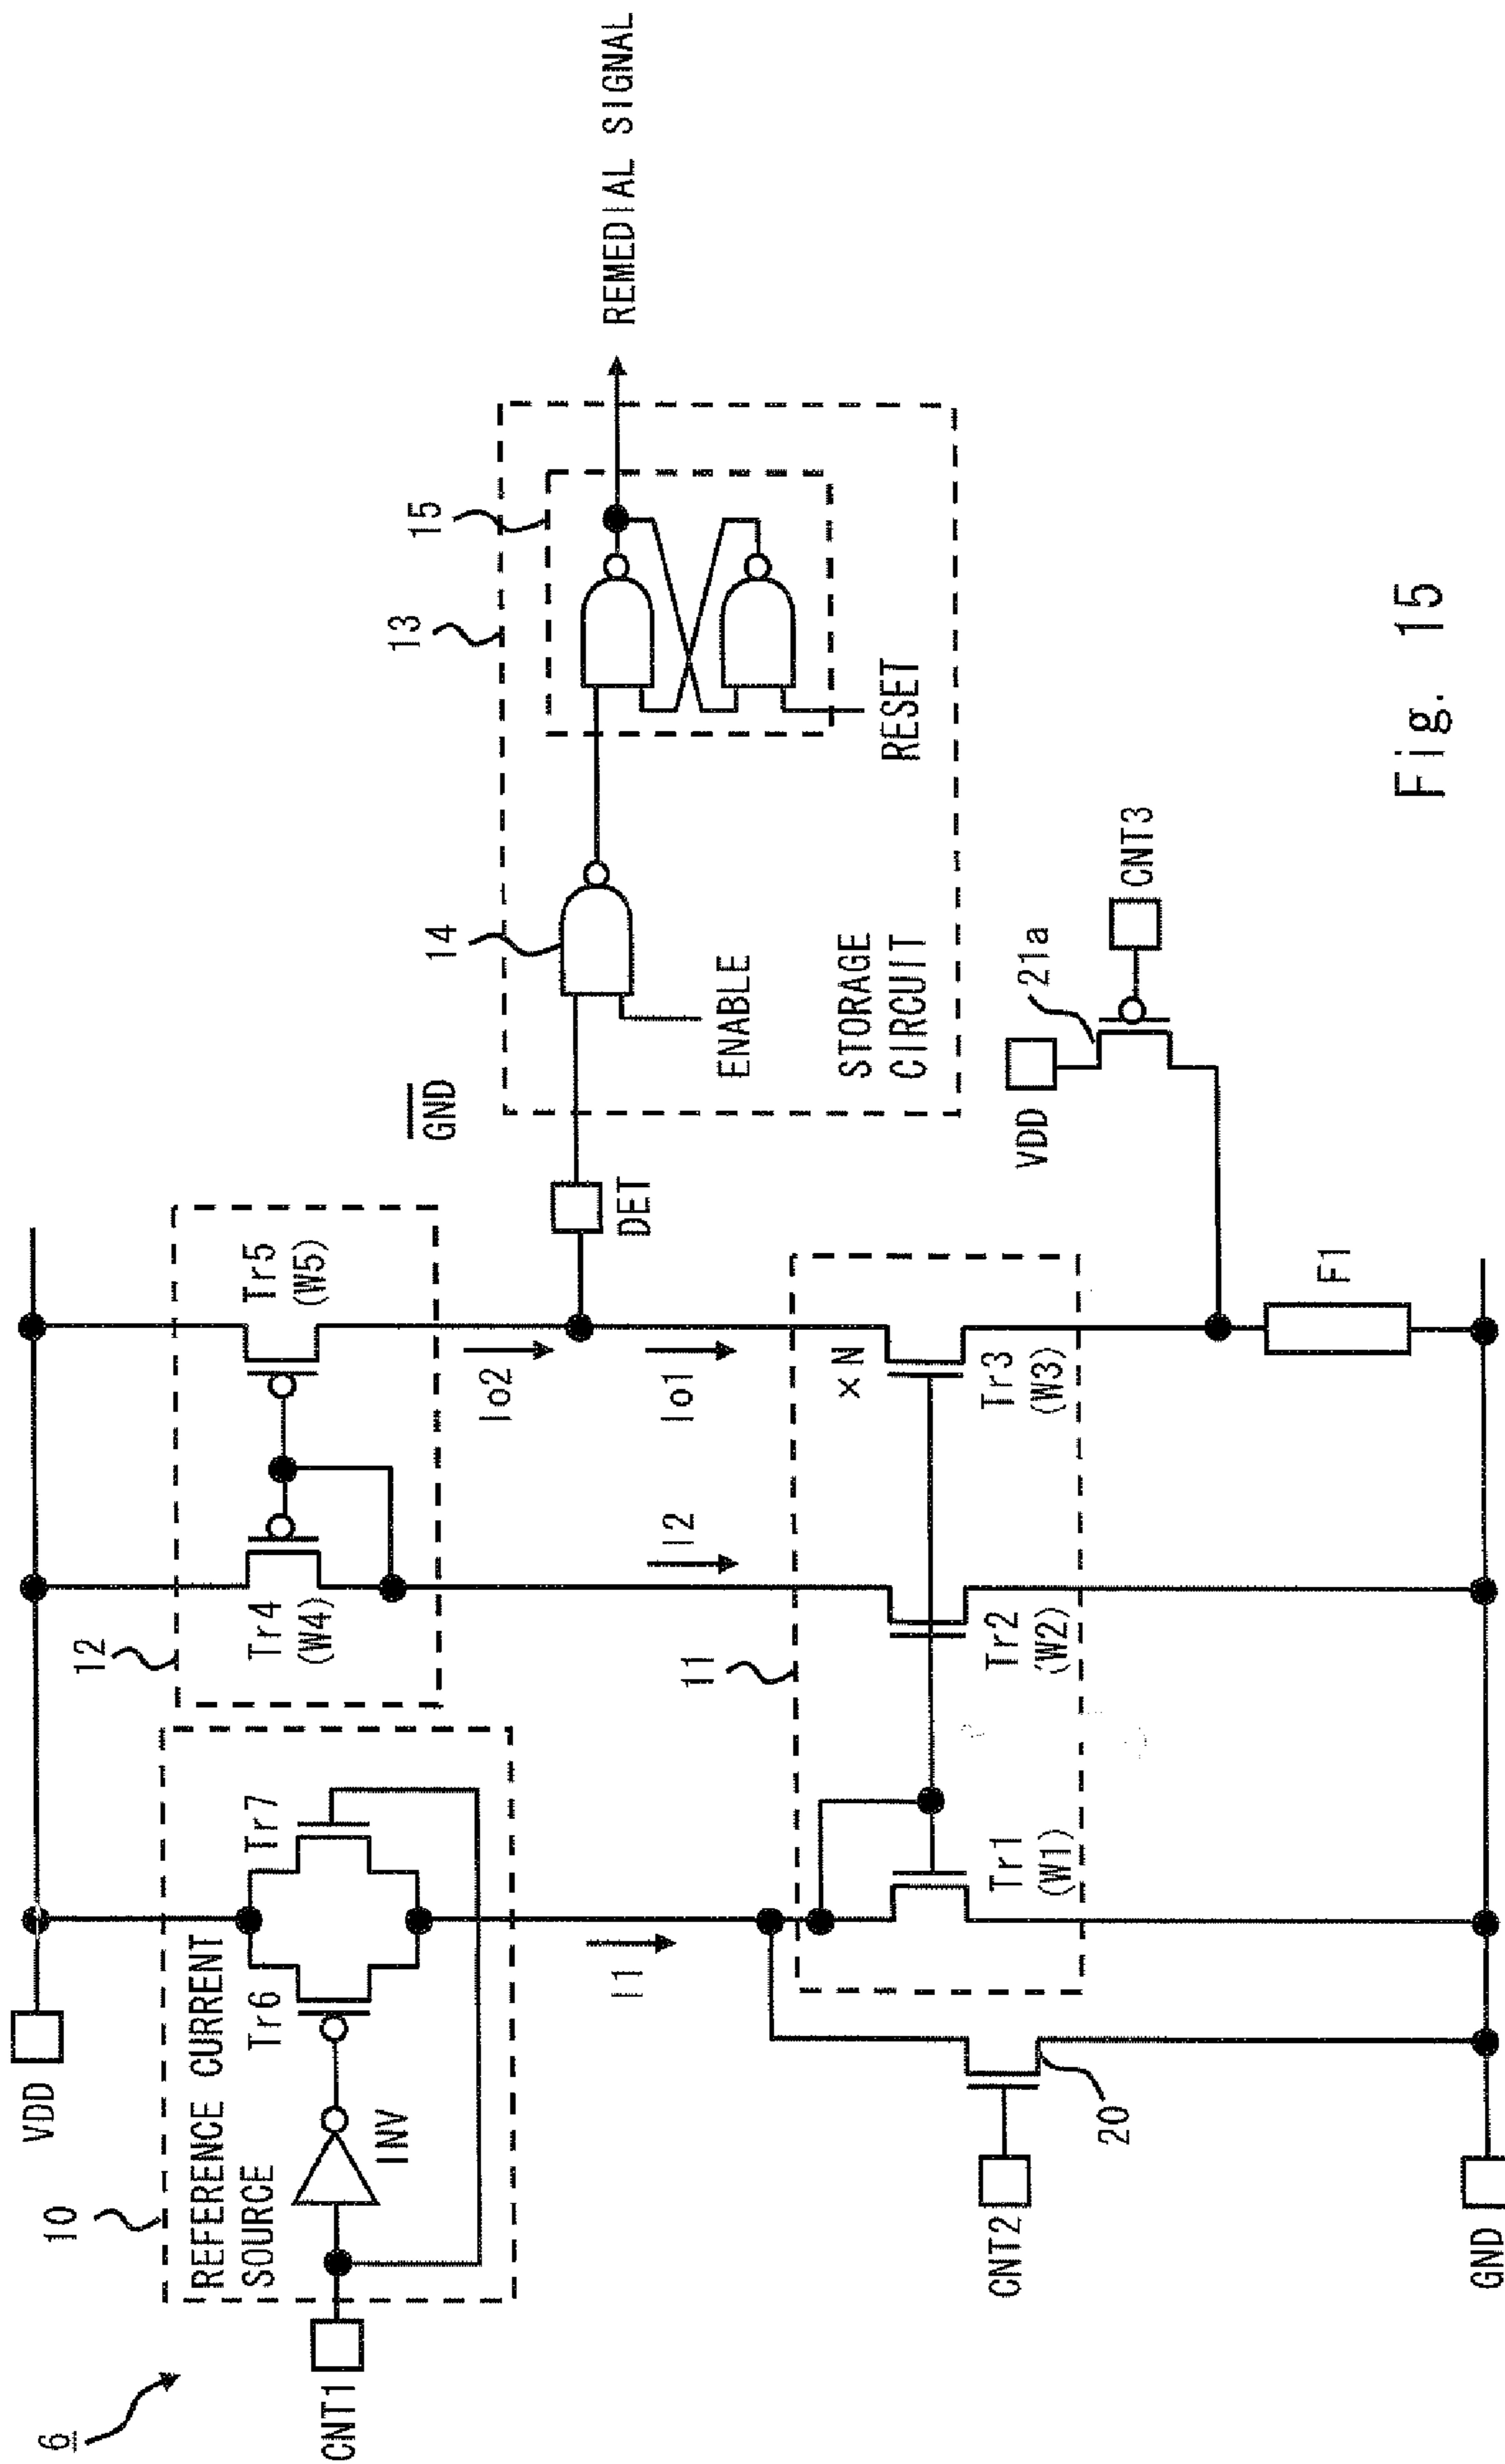 6
10
12
VDD
CNT1
REFERENCE CURRENT
SOURCE
INV
Tr6
Tr7
Tr4
(W4)
Tr5
(W5)
I1
I2
Io2
Io1
DET
GND
13
14
15
ENABLE
STORAGE
CIRCUIT
RESET
REMEDIAL SIGNAL
11
×N
Tr1
(W1)
Tr2
(W2)
Tr3
(W3)
CNT2
20
GND
F1
VDD
21a
CNT3
Fig. 15